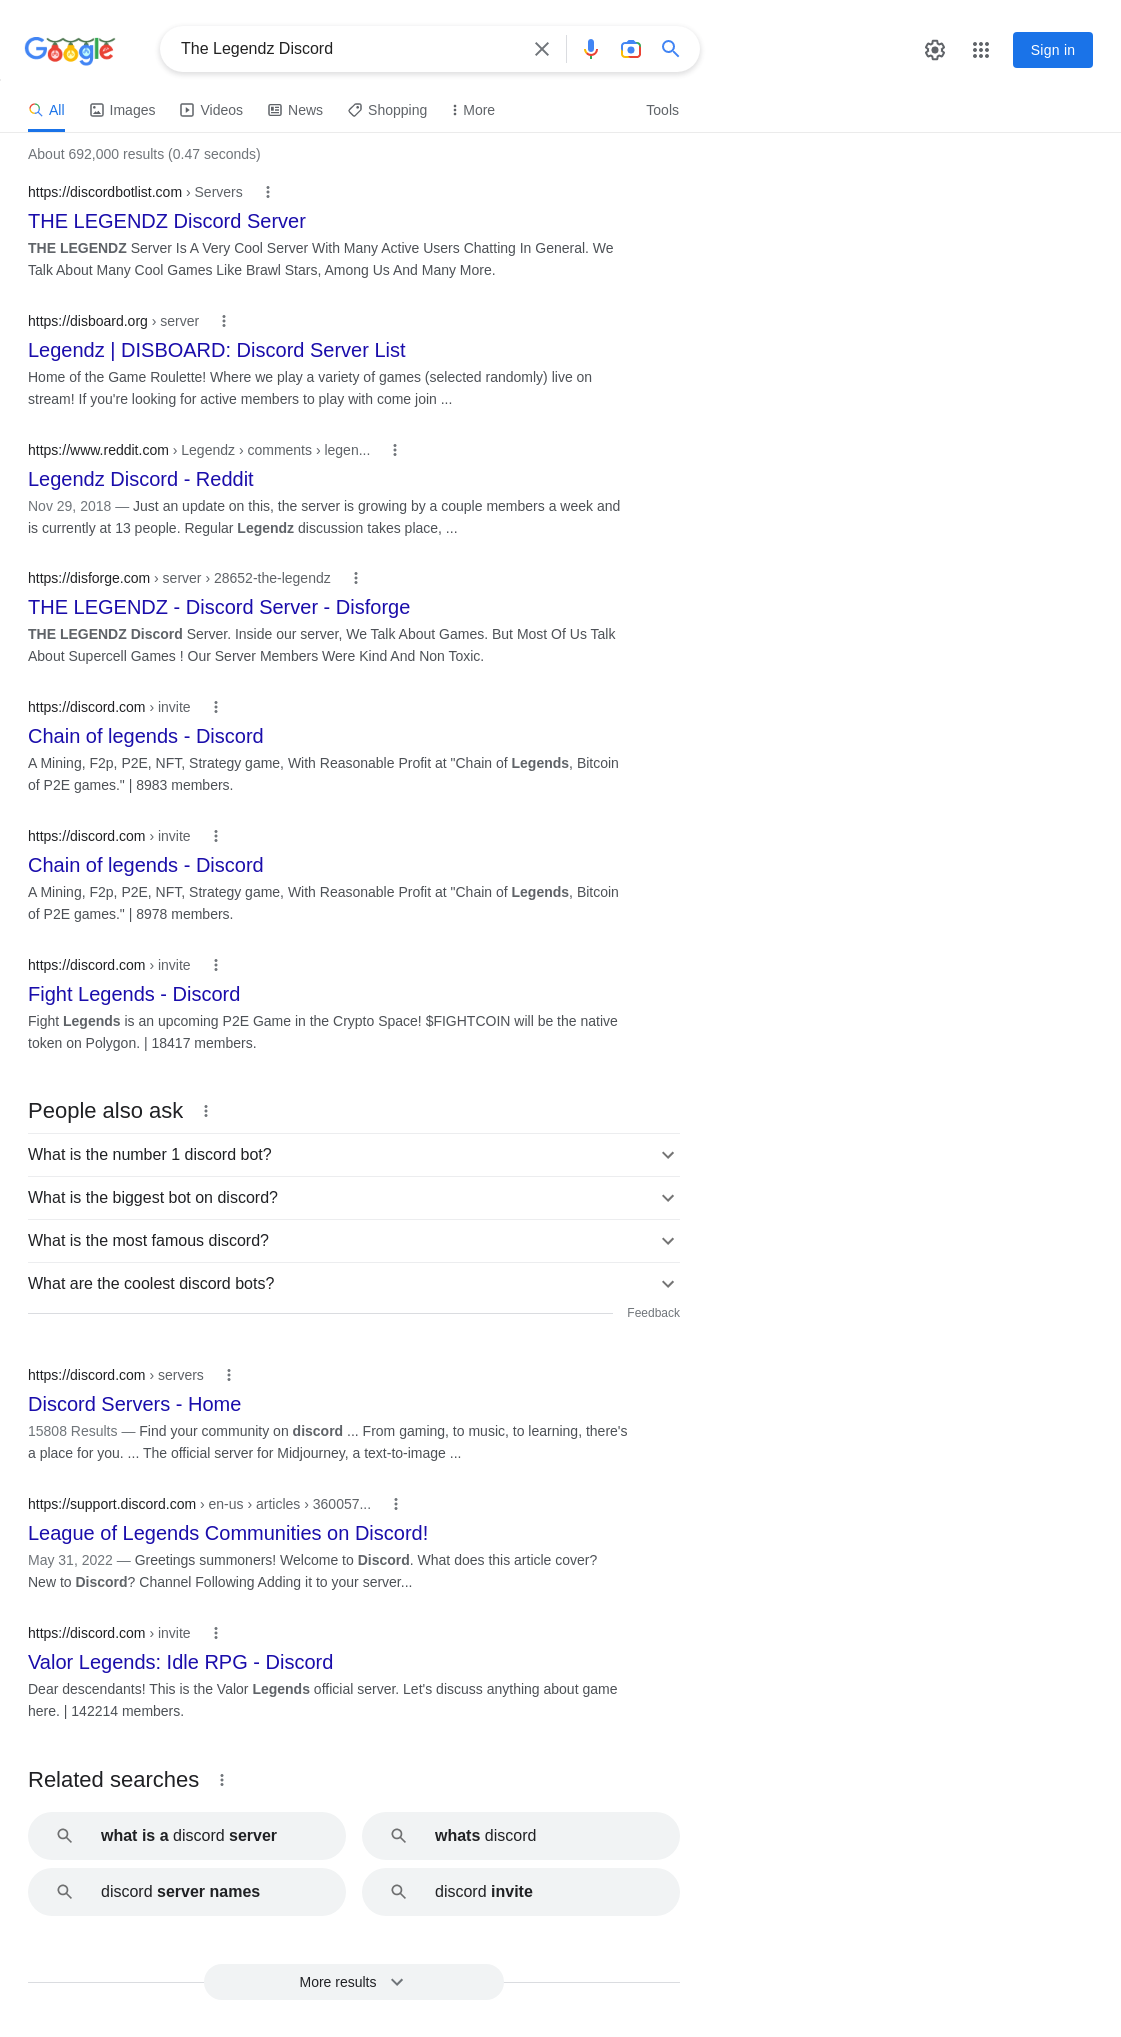 Google
The Legendz Discord
Sign in
All
Images
Videos
News
Shopping
More
Tools
About 692,000 results (0.47 seconds)
https://discordbotlist.com › Servers
THE LEGENDZ Discord Server
THE LEGENDZ Server Is A Very Cool Server With Many Active Users Chatting In General. We
Talk About Many Cool Games Like Brawl Stars, Among Us And Many More.
https://disboard.org › server
Legendz | DISBOARD: Discord Server List
Home of the Game Roulette! Where we play a variety of games (selected randomly) live on
stream! If you're looking for active members to play with come join ...
https://www.reddit.com › Legendz › comments › legen...
Legendz Discord - Reddit
Nov 29, 2018 — Just an update on this, the server is growing by a couple members a week and
is currently at 13 people. Regular Legendz discussion takes place, ...
https://disforge.com › server › 28652-the-legendz
THE LEGENDZ - Discord Server - Disforge
THE LEGENDZ Discord Server. Inside our server, We Talk About Games. But Most Of Us Talk
About Supercell Games ! Our Server Members Were Kind And Non Toxic.
https://discord.com › invite
Chain of legends - Discord
A Mining, F2p, P2E, NFT, Strategy game, With Reasonable Profit at "Chain of Legends, Bitcoin
of P2E games." | 8983 members.
https://discord.com › invite
Chain of legends - Discord
A Mining, F2p, P2E, NFT, Strategy game, With Reasonable Profit at "Chain of Legends, Bitcoin
of P2E games." | 8978 members.
https://discord.com › invite
Fight Legends - Discord
Fight Legends is an upcoming P2E Game in the Crypto Space! $FIGHTCOIN will be the native
token on Polygon. | 18417 members.
People also ask
What is the number 1 discord bot?
What is the biggest bot on discord?
What is the most famous discord?
What are the coolest discord bots?
Feedback
https://discord.com › servers
Discord Servers - Home
15808 Results — Find your community on discord ... From gaming, to music, to learning, there's
a place for you. ... The official server for Midjourney, a text-to-image ...
https://support.discord.com › en-us › articles › 360057...
League of Legends Communities on Discord!
May 31, 2022 — Greetings summoners! Welcome to Discord. What does this article cover?
New to Discord? Channel Following Adding it to your server...
https://discord.com › invite
Valor Legends: Idle RPG - Discord
Dear descendants! This is the Valor Legends official server. Let's discuss anything about game
here. | 142214 members.
Related searches
what is a discord server
whats discord
discord server names
discord invite
More results